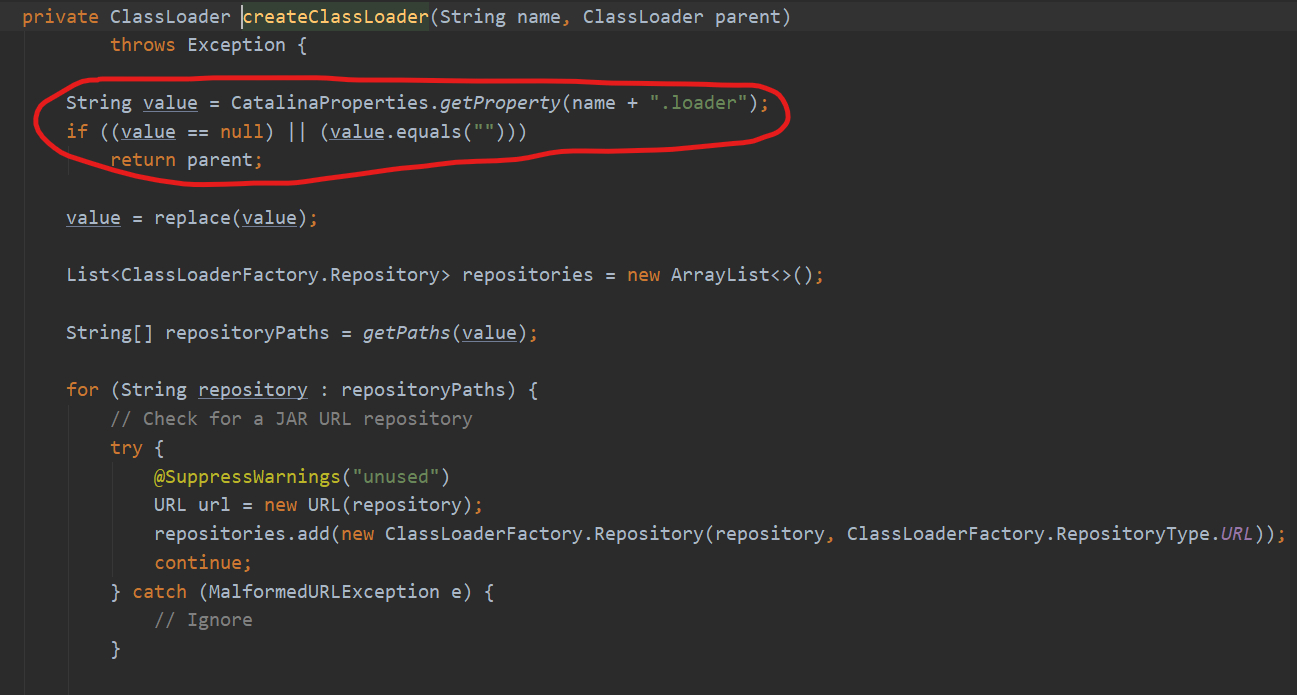 private ClassLoader createClassLoader(String name, ClassLoader parent)
throws Exception {
String value = CatalinaProperties.getProperty(name + ".loader");
if ((value == null) || (value.equals("")))
return parent;
value = replace(value);
List<ClassLoaderFactory.Repository> repositories = new ArrayList<>();
String[] repositoryPaths = getPaths(value);
for (String repository : repositoryPaths) {
// Check for a JAR URL repository
try {
@SuppressWarnings("unused")
URL url = new URL(repository);
repositories.add(new ClassLoaderFactory.Repository(repository, ClassLoaderFactory.RepositoryType.URL));
continue;
} catch (MalformedURLException e) {
// Ignore
}